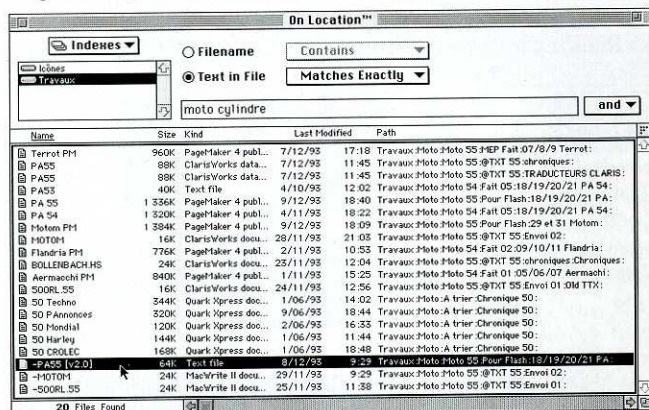 On Location™
Indexes
Filename
Contains
Icônes
Travaux
Text in File
Matches Exactly
moto cylindre
and
Name Size Kind Last Modified Path
Terrot PM 960K PageMaker 4 publ... 7/12/93 17:18 Travaux:Moto:Moto 55:MEP Fait:07/8/9 Terrot:
PA55 88K ClarisWorks data... 7/12/93 11:45 Travaux:Moto:Moto 55:@TXT 55:chroniques:
PA55 88K ClarisWorks data... 7/12/93 11:45 Travaux:Moto:Moto 55:@TXT 55:TRADUCTEURS CLARIS:
PA53 40K Text file 4/10/93 12:02 Travaux:Moto:Moto 54:Fait 05:18/19/20/21 PA 54:
PA 55 1 336K PageMaker 4 publ... 9/12/93 18:40 Travaux:Moto:Moto 55:Pour Flash:18/19/20/21 PA:
PA 54 1 320K PageMaker 4 publ... 4/11/93 18:22 Travaux:Moto:Moto 54:Fait 05:18/19/20/21 PA 54:
Motom PM 1 384K PageMaker 4 publ... 9/12/93 18:09 Travaux:Moto:Moto 55:Pour Flash:29 et 31 Motom:
MOTOM 16K ClarisWorks docu... 28/11/93 21:03 Travaux:Moto:Moto 55:@TXT 55:Envoi 02:
Flandria PM 776K PageMaker 4 publ... 2/11/93 10:53 Travaux:Moto:Moto 54:Fait 02:09/10/11 Flandria:
BOLLENBACH.HS 24K ClarisWorks docu... 23/11/93 12:04 Travaux:Moto:Moto 55:@TXT 55:chroniques:Chroniques:
Aermacchi PM 840K PageMaker 4 publ... 1/11/93 15:25 Travaux:Moto:Moto 54:Fait 01:05/06/07 Aermachi:
500RL.55 16K ClarisWorks docu... 24/11/93 12:56 Travaux:Moto:Moto 55:@TXT 55:Envoi 01:Old TTX:
50 Techno 344K Quark Xpress doc... 1/06/93 14:02 Travaux:Moto:A trier:Chronique 50:
50 PAnnonces 320K Quark Xpress doc... 9/06/93 18:44 Travaux:Moto:A trier:Chronique 50:
50 Mondial 120K Quark Xpress doc... 2/06/93 16:33 Travaux:Moto:A trier:Chronique 50:
50 Harley 144K Quark Xpress doc... 1/06/93 11:44 Travaux:Moto:A trier:Chronique 50:
50 CROLEC 168K Quark Xpress doc... 1/06/93 18:48 Travaux:Moto:A trier:Chronique 50:
~PA55 [v2.0] 64K Text file 8/12/93 9:29 Travaux:Moto:Moto 55:Pour Flash:18/19/20/21 PA:
~MOTOM 24K MacWrite II docu... 29/11/93 9:29 Travaux:Moto:Moto 55:@TXT 55:Envoi 02:
~500RL.55 24K MacWrite II docu... 25/11/93 11:38 Travaux:Moto:Moto 55:@TXT 55:Envoi 01:
20 Files Found